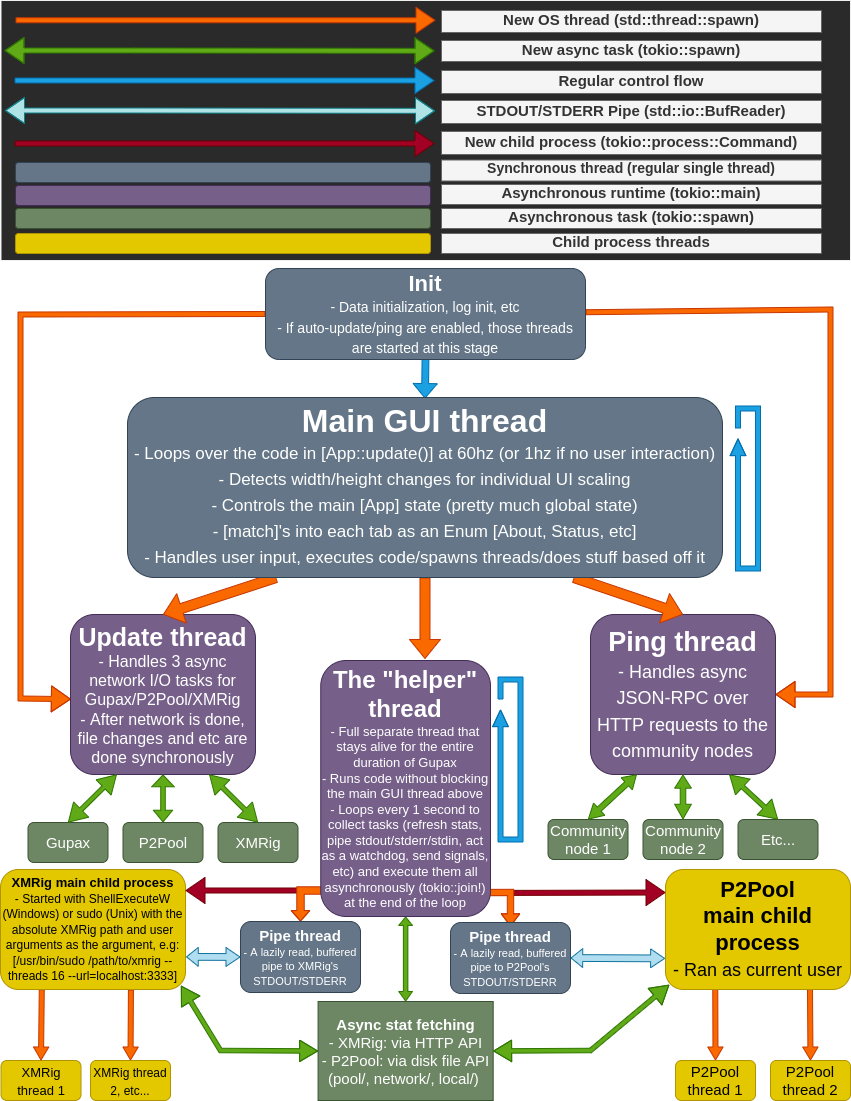 New OS thread (std::thread::spawn)
New async task (tokio::spawn)
Regular control flow
STDOUT/STDERR Pipe (std::io::BufReader)
New child process (tokio::process::Command)
Synchronous thread (regular single thread)
Asynchronous runtime (tokio::main)
Asynchronous task (tokio::spawn)
Child process threads
Init
- Data initialization, log init, etc
- If auto-update/ping are enabled, those threads
are started at this stage
Main GUI thread
- Loops over the code in [App::update()] at 60hz (or 1hz if no user interaction)
- Detects width/height changes for individual UI scaling
- Controls the main [App] state (pretty much global state)
- [match]'s into each tab as an Enum [About, Status, etc]
- Handles user input, executes code/spawns threads/does stuff based off it
Update thread
- Handles 3 async
network I/O tasks for
Gupax/P2Pool/XMRig
- After network is done,
file changes and etc are
done synchronously
The "helper"
thread
- Full separate thread that
stays alive for the entire
duration of Gupax
- Runs code without blocking
the main GUI thread above
- Loops every 1 second to
collect tasks (refresh stats,
pipe stdout/stderr/stdin, act
as a watchdog, send signals,
etc) and execute them all
asynchronously (tokio::join!)
at the end of the loop
Ping thread
- Handles async
JSON-RPC over
HTTP requests to the
community nodes
Gupax
P2Pool
XMRig
Community
node 1
Community
node 2
Etc...
XMRig main child process
- Started with ShellExecuteW
(Windows) or sudo (Unix) with the
absolute XMRig path and user
arguments as the argument, e.g:
[/usr/bin/sudo /path/to/xmrig --
threads 16 --url=localhost:3333]
Pipe thread
- A lazily read, buffered
pipe to XMRig's
STDOUT/STDERR
Pipe thread
- A lazily read, buffered
pipe to P2Pool's
STDOUT/STDERR
P2Pool
main child
process
- Ran as current user
Async stat fetching
- XMRig: via HTTP API
- P2Pool: via disk file API
(pool/, network/, local/)
XMRig
thread 1
XMRig thread
2, etc...
P2Pool
thread 1
P2Pool
thread 2